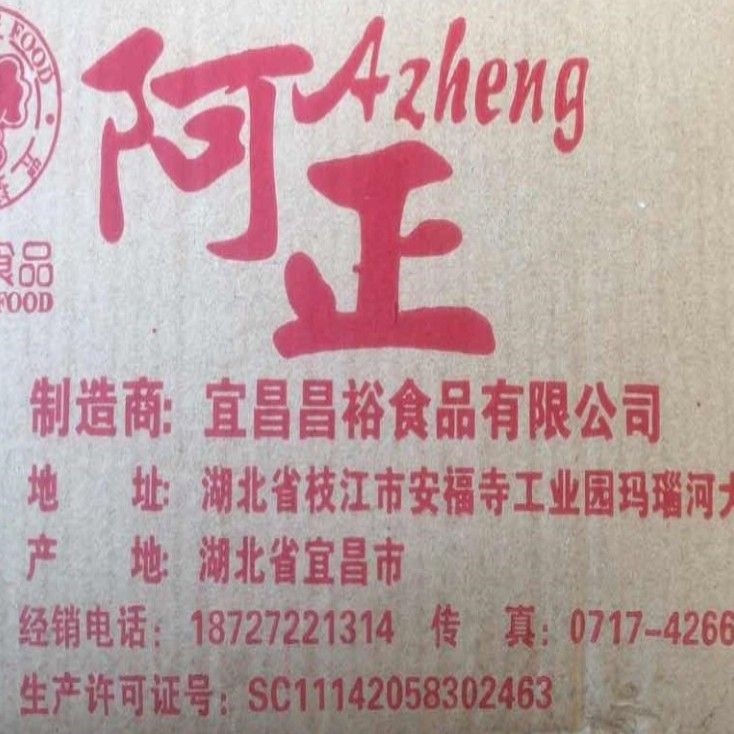 FOOD
Azheng
阿正
食品
FOOD
制造商: 宜昌昌裕食品有限公司
地 址: 湖北省枝江市安福寺工业园玛瑙河大
产 地: 湖北省宜昌市
经销电话: 18727221314 传 真: 0717-4266
生产许可证号: SC11142058302463